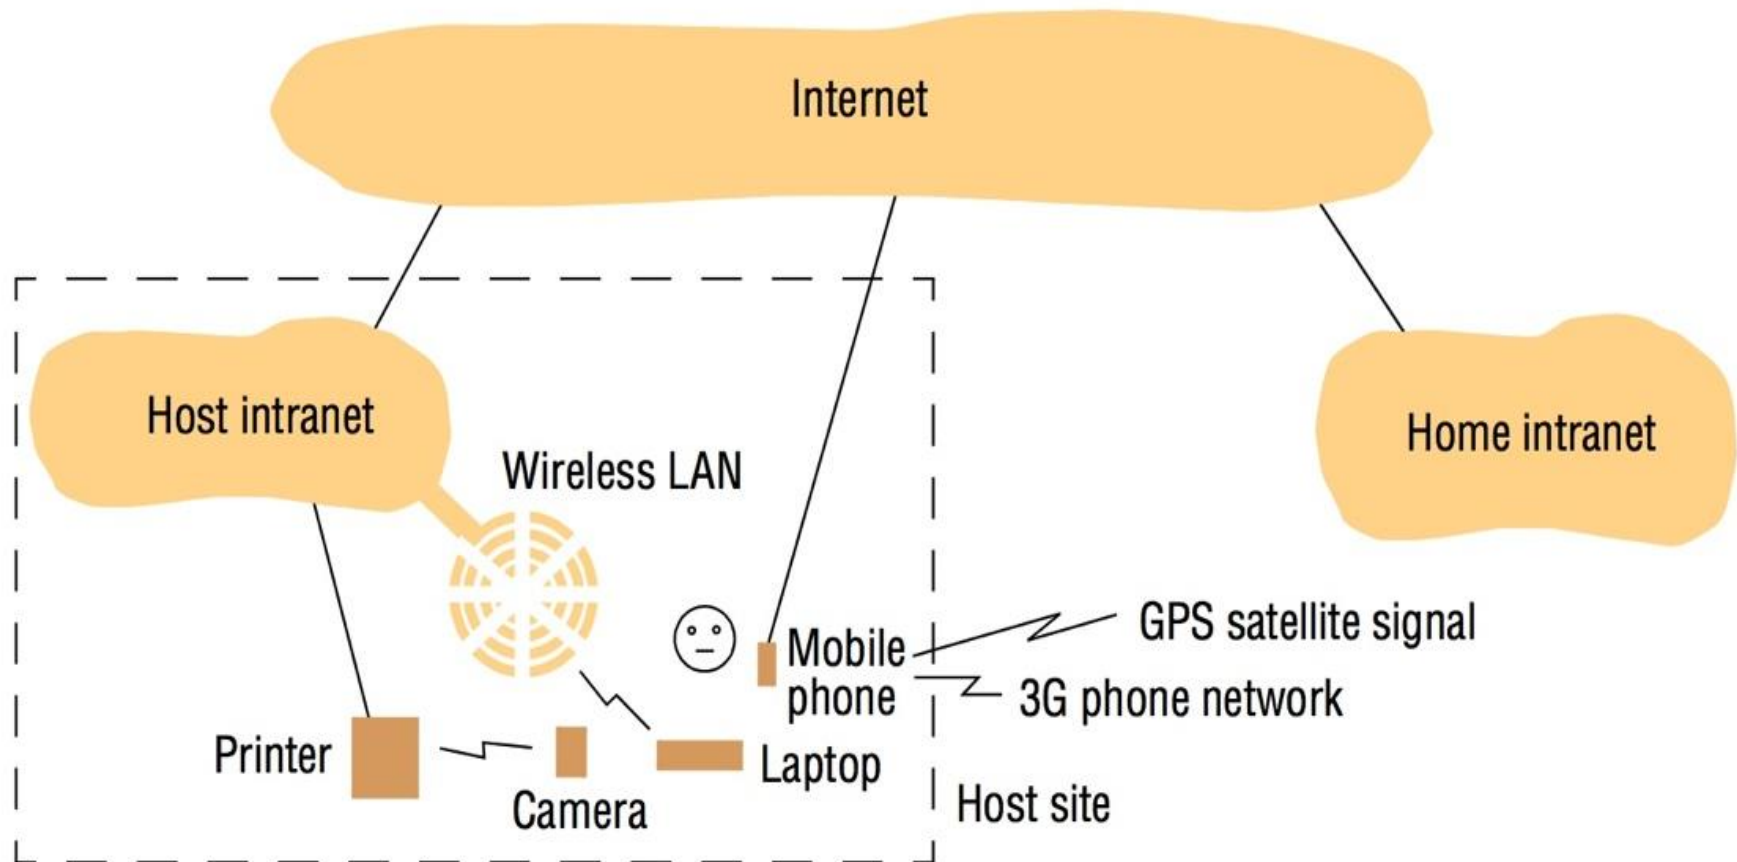 Internet
Host intranet
Home intranet
Wireless LAN
GPS satellite signal
Mobile
phone
3G phone network
Printer
Laptop
Camera
Host site